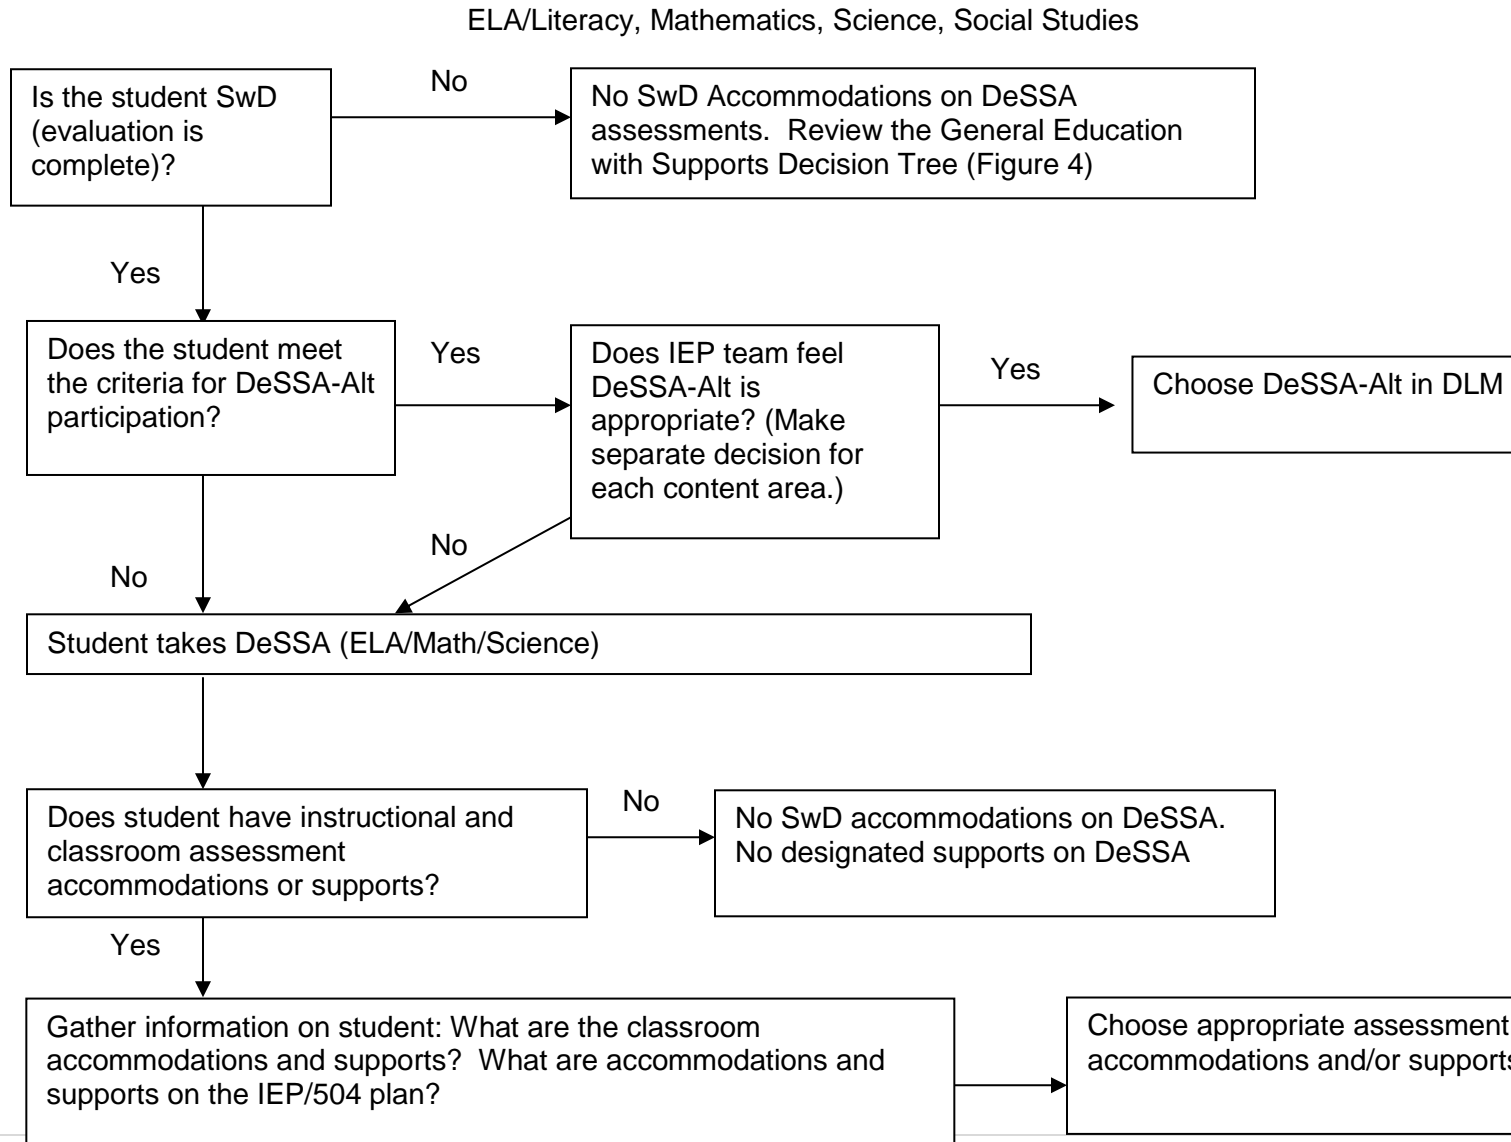 ELA/Literacy, Mathematics, Science, Social Studies
Is the student SwD
(evaluation is
complete)?
No
No SwD Accommodations on DeSSA
assessments.  Review the General Education
with Supports Decision Tree (Figure 4)
Yes
Does the student meet
the criteria for DeSSA-Alt
participation?
Yes
Does IEP team feel
DeSSA-Alt is
appropriate? (Make
separate decision for
each content area.)
Yes
Choose DeSSA-Alt in DLM
No
No
Student takes DeSSA (ELA/Math/Science)
Does student have instructional and
classroom assessment
accommodations or supports?
No
No SwD accommodations on DeSSA.
No designated supports on DeSSA
Yes
Gather information on student: What are the classroom
accommodations and supports?  What are accommodations and
supports on the IEP/504 plan?
Choose appropriate assessment
accommodations and/or supports